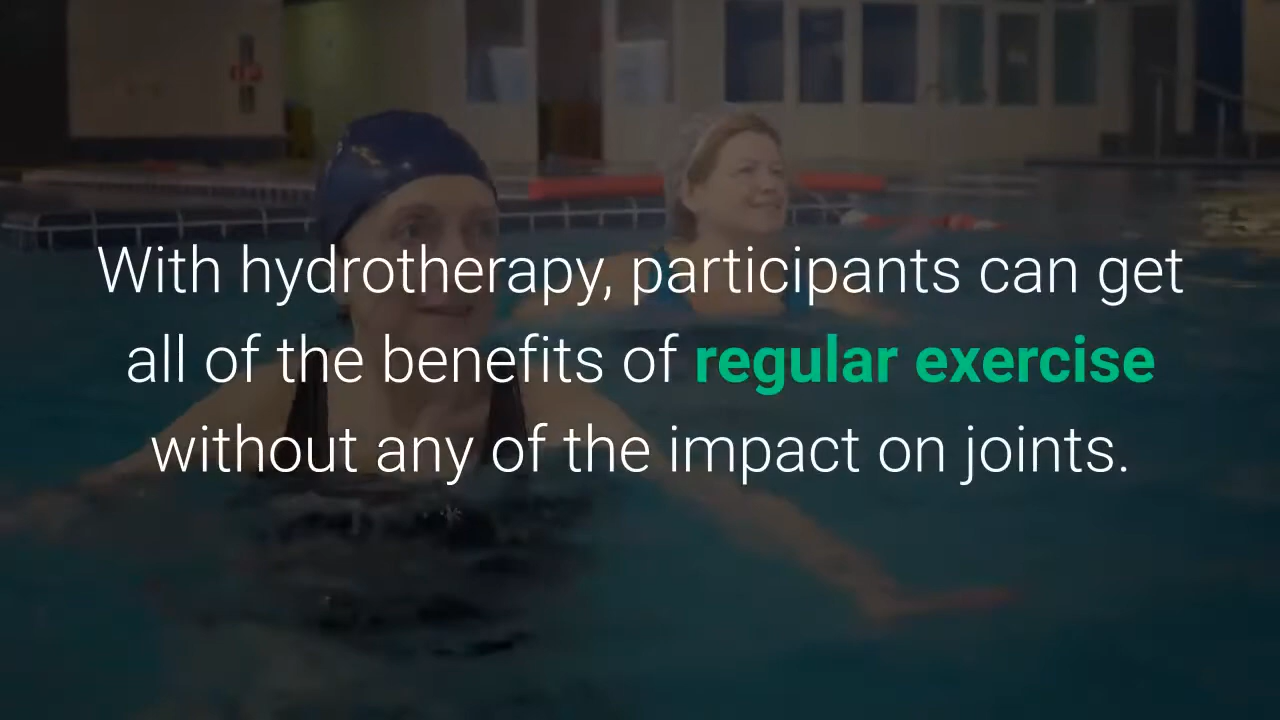 With hydrotherapy, participants can get
all of the benefits of regular exercise
without any of the impact on joints.